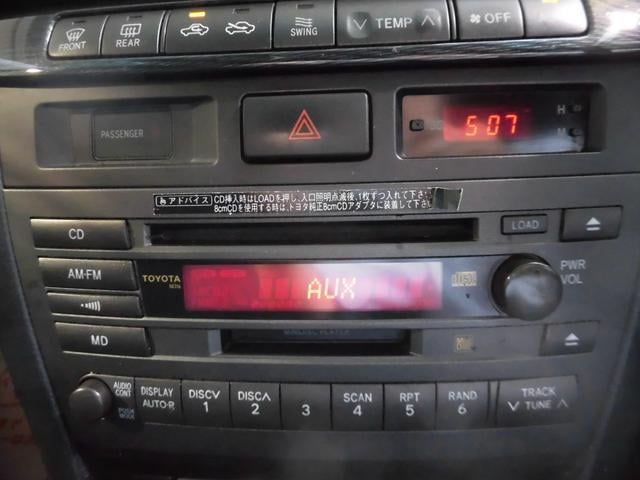 FRONT
REAR
SWING
TEMP
OFF
PASSENGER
5:07
H
M
アドバイス CD挿入時はLOADを押し、入口照明点滅後、1枚ずつ入れて下さい
8cmCDを使用する時は、トヨタ純正8cmCDアダプタに装着して下さい
CD
LOAD
AM•FM
TOYOTA
AUX
PWR
VOL
MD
MINIDISC PLAYER
AUDIO
CONT
PUSH
MODE
DISPLAY
AUTO•P
DISC∨
1
DISC∧
2
3
SCAN
4
RPT
5
RAND
6
TRACK
∨ TUNE ∧